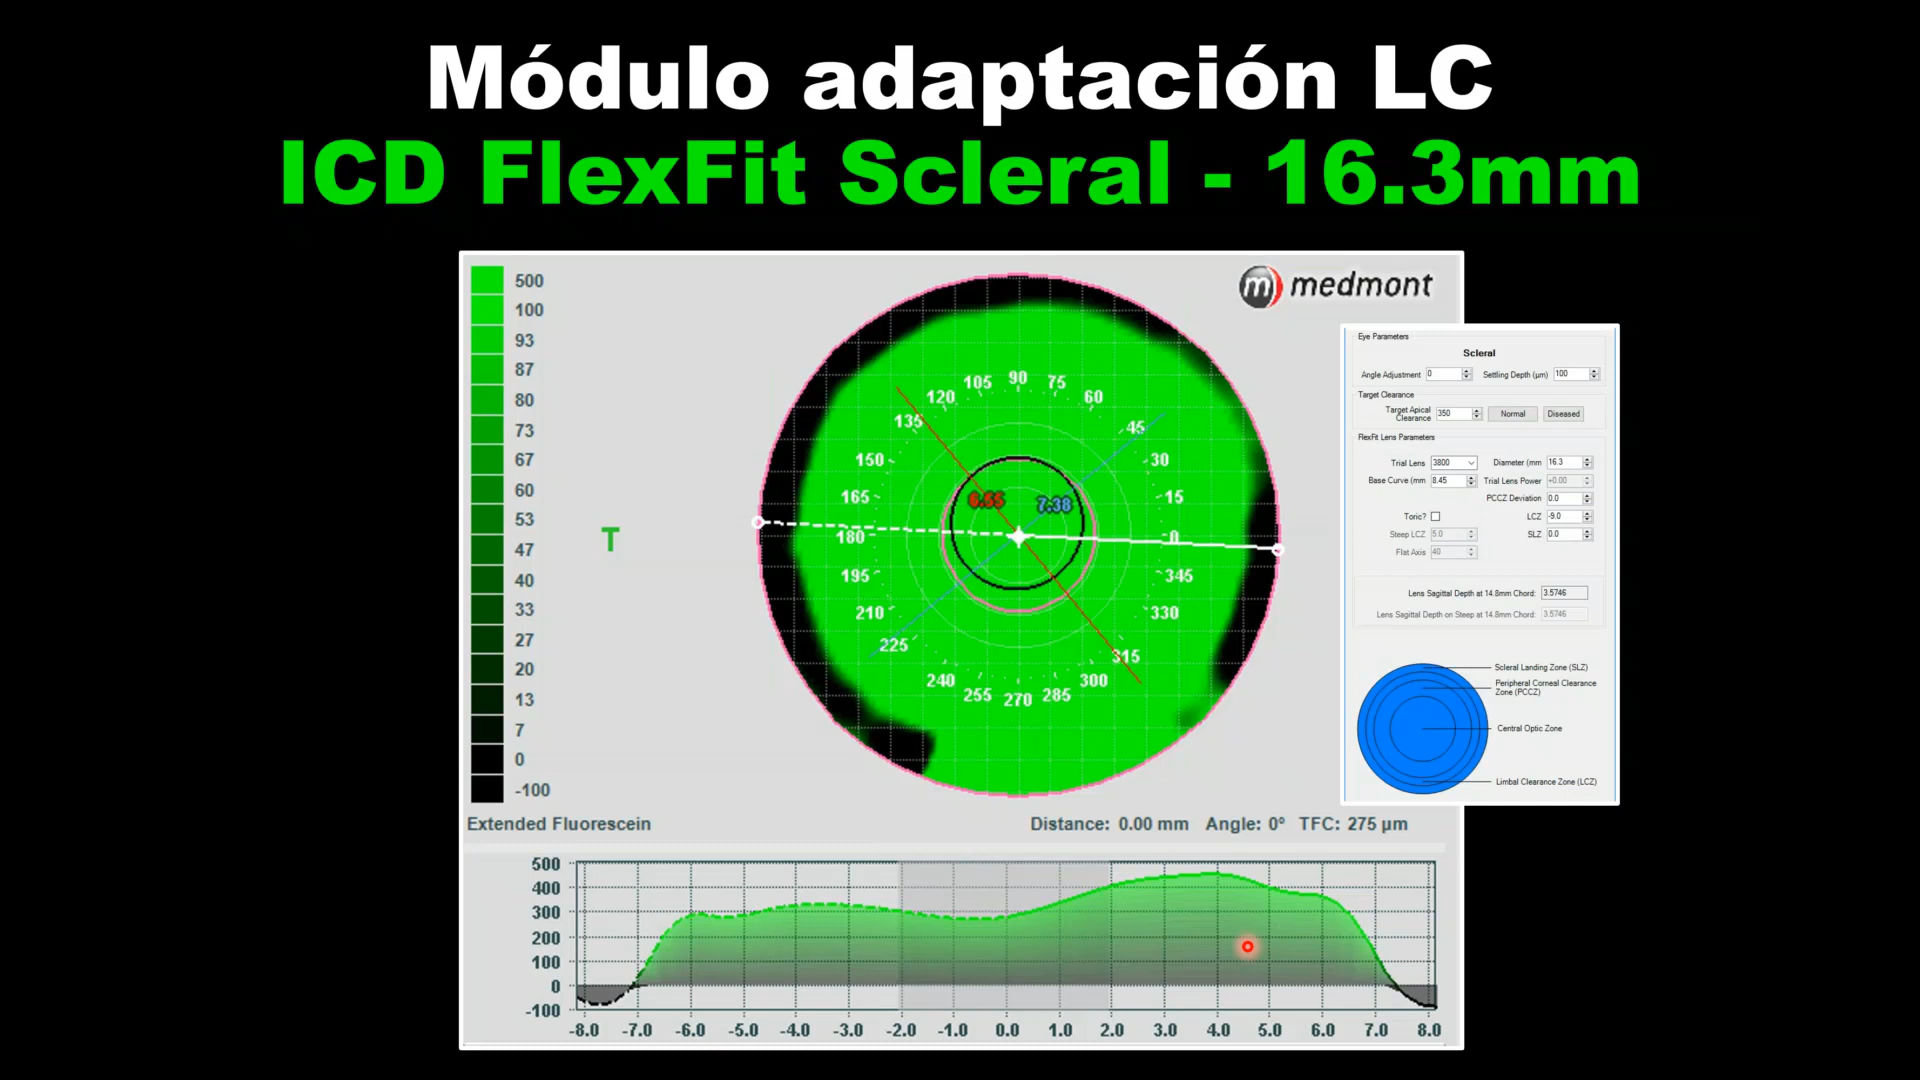 Módulo adaptación LC
ICD FlexFit Scleral - 16.3mm
medmont
500
100
93
87
80
73
67
60
53
47
40
33
27
20
13
7
0
-100
T
90
105 75
120 60
135 45
150 30
165 15
6.55 7.38
180 0
195 345
210 330
225 315
240 300
255 285
270
Extended Fluorescein
Distance: 0.00 mm Angle: 0° TFC: 275 µm
500
400
300
200
100
0
-100
-8.0 -7.0 -6.0 -5.0 -4.0 -3.0 -2.0 -1.0 0.0 1.0 2.0 3.0 4.0 5.0 6.0 7.0 8.0
Eye Parameters
Scleral
Angle Adjustment 0 Settling Depth (µm) 100
Target Clearance
Target Apical Clearance 350 Normal Diseased
FlexFit Lens Parameters
Trial Lens 3800 Diameter (mm 16.3
Base Curve (mm 8.45 Trial Lens Power +0.00
PCCZ Deviation 0.0
Toric? LCZ -9.0
Steep LCZ 5.0 SLZ 0.0
Flat Axis 40
Lens Sagittal Depth at 14.8mm Chord: 3.5746
Lens Sagittal Depth on Steep at 14.8mm Chord: 3.5746
Scleral Landing Zone (SLZ)
Peripheral Corneal Clearance
Zone (PCCZ)
Central Optic Zone
Limbal Clearance Zone (LCZ)